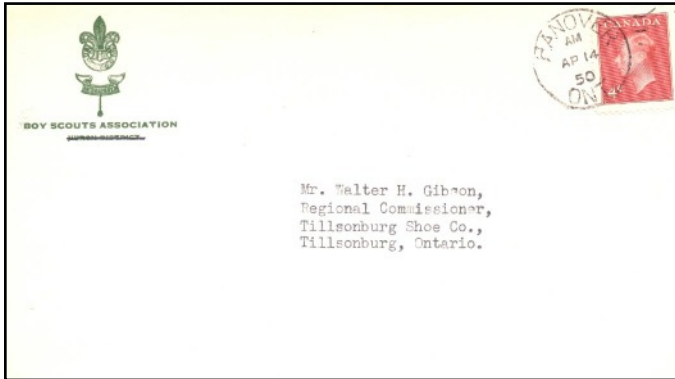 BOY SCOUTS ASSOCIATION
HANOVER
AM
AP 14
50
ONT
CANADA
Mr. Walter H. Gibson,
Regional Commissioner,
Tillsonburg Shoe Co.,
Tillsonburg, Ontario.